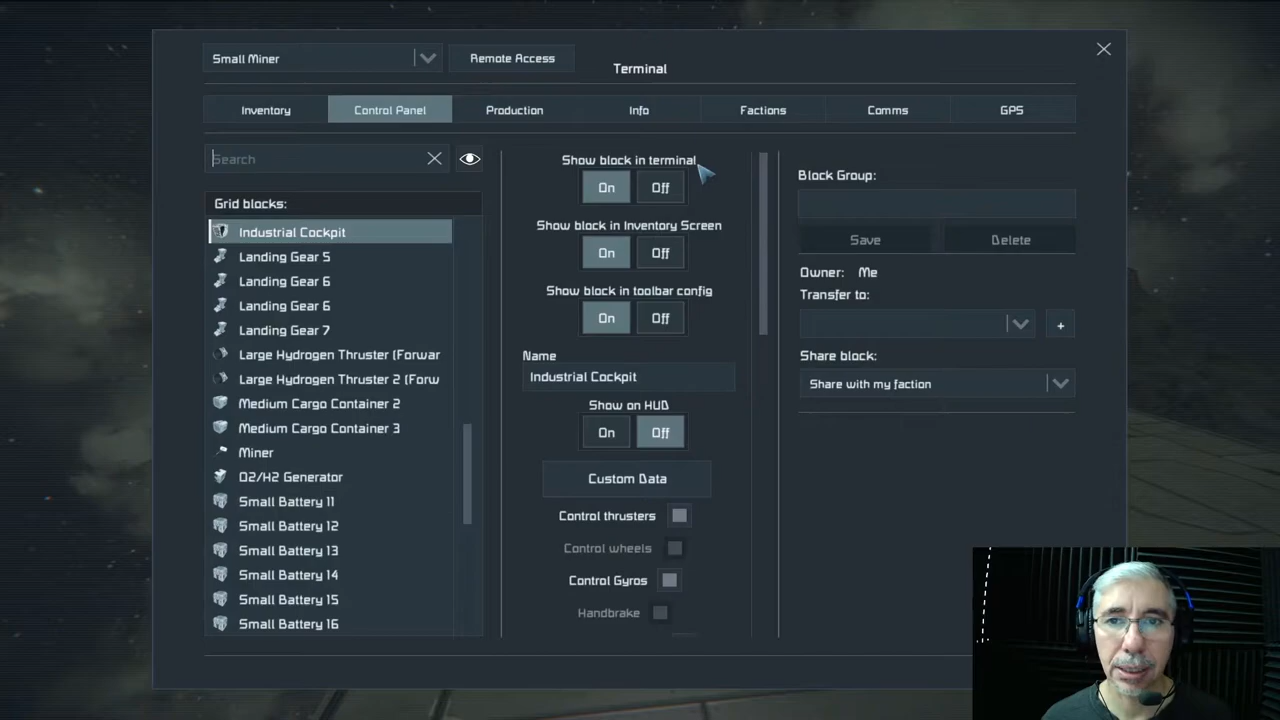 Small Miner
Remote Access
Terminal
Inventory
Control Panel
Production
Info
Factions
Comms
GPS
Search
Grid blocks:
Industrial Cockpit
Landing Gear 5
Landing Gear 6
Landing Gear 6
Landing Gear 7
Large Hydrogen Thruster (Forwar
Large Hydrogen Thruster 2 (Forw
Medium Cargo Container 2
Medium Cargo Container 3
Miner
O2/H2 Generator
Small Battery 11
Small Battery 12
Small Battery 13
Small Battery 14
Small Battery 15
Small Battery 16
Show block in terminal
On Off
Show block in Inventory Screen
On Off
Show block in toolbar config
On Off
Name
Industrial Cockpit
Show on HUD
On Off
Custom Data
Control thrusters
Control wheels
Control Gyros
Handbrake
Block Group:
Save
Delete
Owner: Me
Transfer to:
+
Share block:
Share with my faction